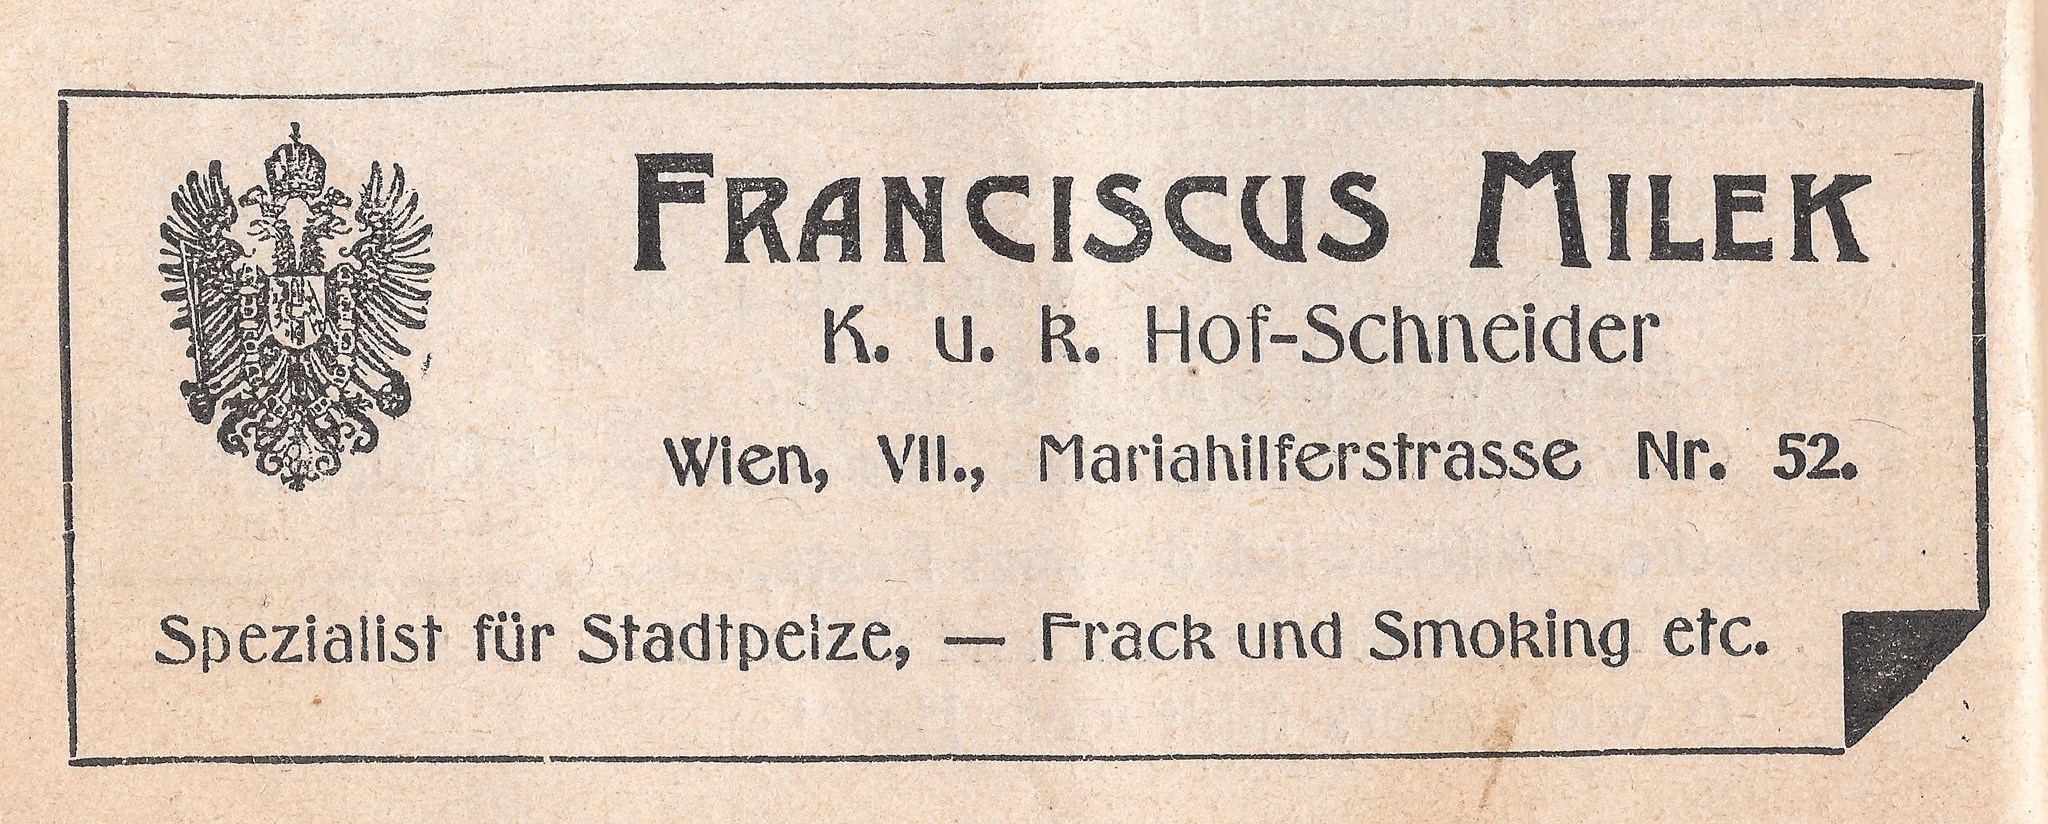 FRANCISCUS MILEK
K. u. k. Hof-Schneider
Wien, VII., Mariahilferstrasse Nr. 52.
Spezialist für Stadtpelze, — Frack und Smoking etc.